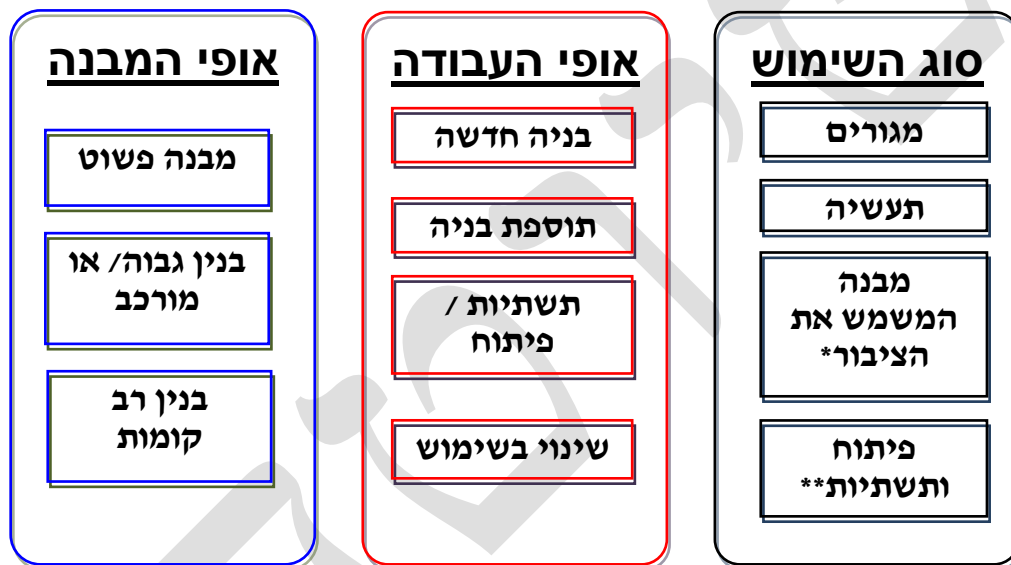 סוג השימוש
מגורים
תעשיה
מבנה
המשמש את
הציבור*
פיתוח
ותשתיות**
אופי העבודה
בניה חדשה
תוספת בניה
תשתיות /
פיתוח
שינוי בשימוש
אופי המבנה
מבנה פשוט
בנין גבוה/ או
מורכב
בנין רב
קומות